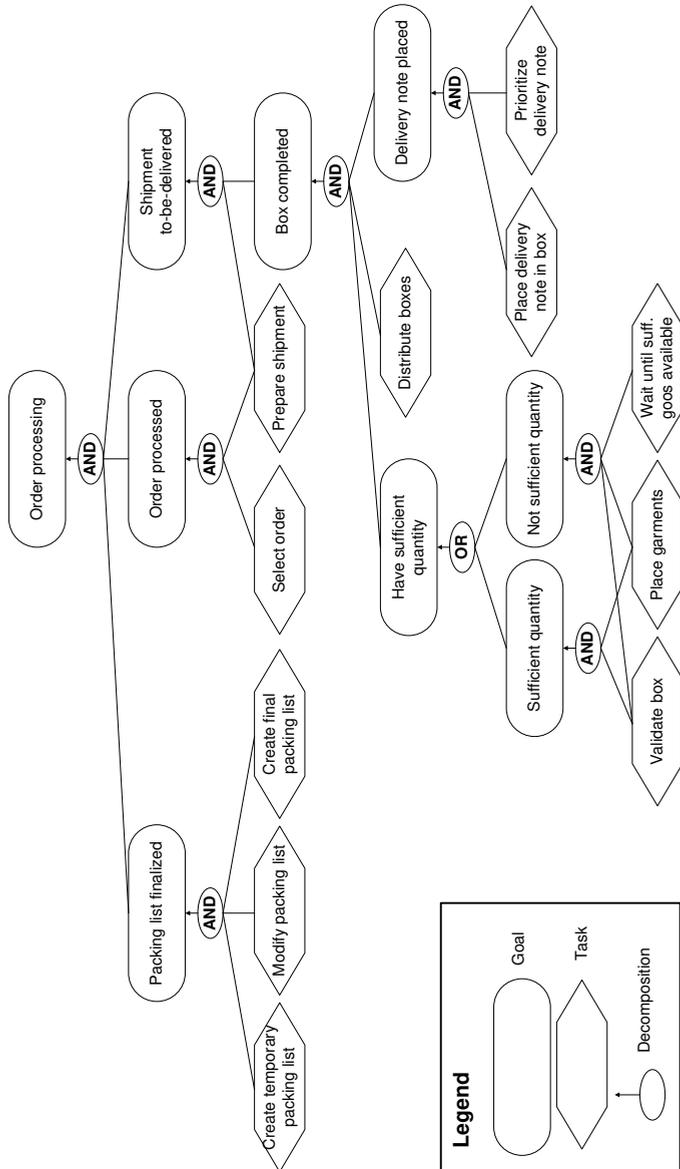 Order processing
AND
Packing list finalized
Order processed
Shipment
to-be-delivered
AND
AND
AND
Create temporary
packing list
Modify packing list
Create final
packing list
Select order
Prepare shipment
Box completed
AND
Have sufficient
quantity
Distribute boxes
Delivery note placed
OR
AND
Sufficient quantity
Not sufficient quantity
Place delivery
note in box
Prioritize
delivery note
AND
AND
Validate box
Place garments
Wait until suff.
goos available
Legend
Goal
Task
Decomposition